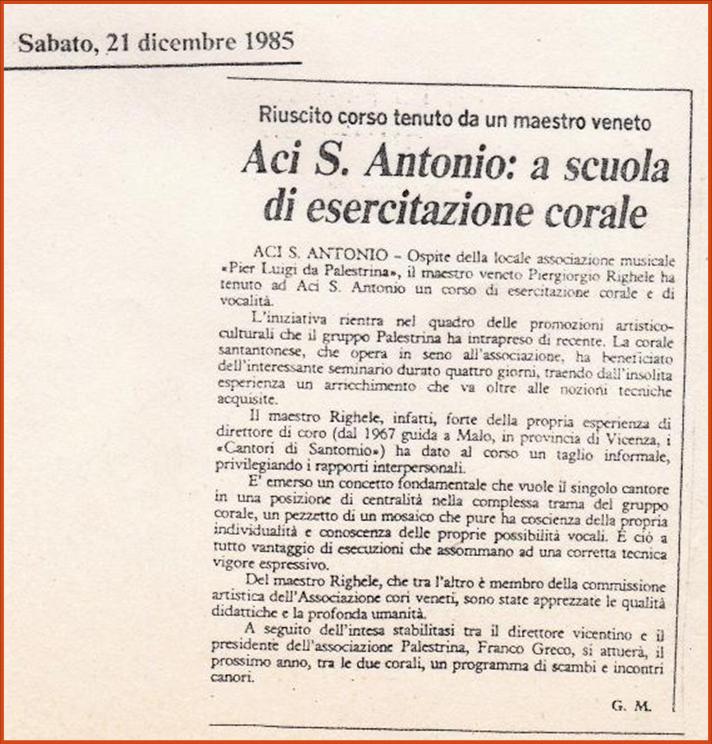 Sabato, 21 dicembre 1985
Riuscito corso tenuto da un maestro veneto
Aci S. Antonio: a scuola
di esercitazione corale
ACI S. ANTONIO – Ospite della locale associazione musicale
«Pier Luigi da Palestrina», il maestro veneto Piergiorgio Righele ha
tenuto ad Aci S. Antonio un corso di esercitazione corale e di
vocalità.
L'iniziativa rientra nel quadro delle promozioni artistico-
culturali che il gruppo Palestrina ha intrapreso di recente. La corale
santantonese, che opera in seno all'associazione, ha beneficiato
dell'interessante seminario durato quattro giorni, traendo dall'insolita
esperienza un arricchimento che va oltre alle nozioni tecniche
acquisite.
Il maestro Righele, infatti, forte della propria esperienza di
direttore di coro (dal 1967 guida a Malo, in provincia di Vicenza, i
«Cantori di Santomio») ha dato al corso un taglio informale,
privilegiando i rapporti interpersonali.
E' emerso un concetto fondamentale che vuole il singolo cantore
in una posizione di centralità nella complessa trama del gruppo
corale, un pezzetto di un mosaico che pure ha coscienza della propria
individualità e conoscenza delle proprie possibilità vocali. E ciò a
tutto vantaggio di esecuzioni che assommano ad una corretta tecnica
vigore espressivo.
Del maestro Righele, che tra l'altro è membro della commissione
artistica dell'Associazione cori veneti, sono state apprezzate le qualità
didattiche e la profonda umanità.
A seguito dell'intesa stabilitasi tra il direttore vicentino e il
presidente dell'associazione Palestrina, Franco Greco, si attuerà, il
prossimo anno, tra le due corali, un programma di scambi e incontri
canori.
G. M.